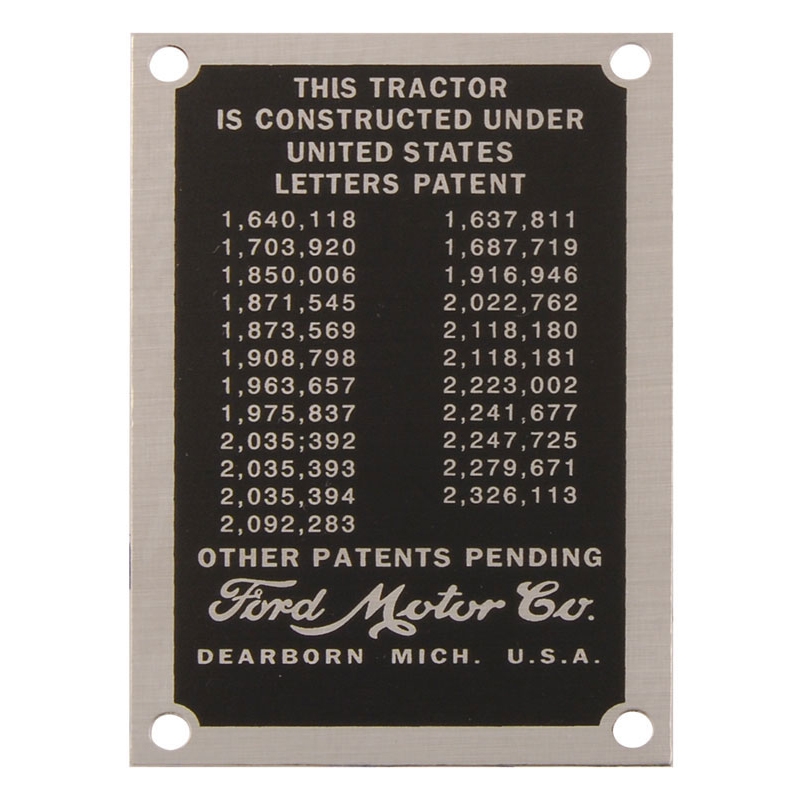 THIS TRACTOR
IS CONSTRUCTED UNDER
UNITED STATES
LETTERS PATENT
1,640,118 1,637,811
1,703,920 1,687,719
1,850,006 1,916,946
1,871,545 2,022,762
1,873,569 2,118,180
1,908,798 2,118,181
1,963,657 2,223,002
1,975,837 2,241,677
2,035;392 2,247,725
2,035,393 2,279,671
2,035,394 2,326,113
2,092,283
OTHER PATENTS PENDING
Ford Motor Co.
DEARBORN MICH. U.S.A.